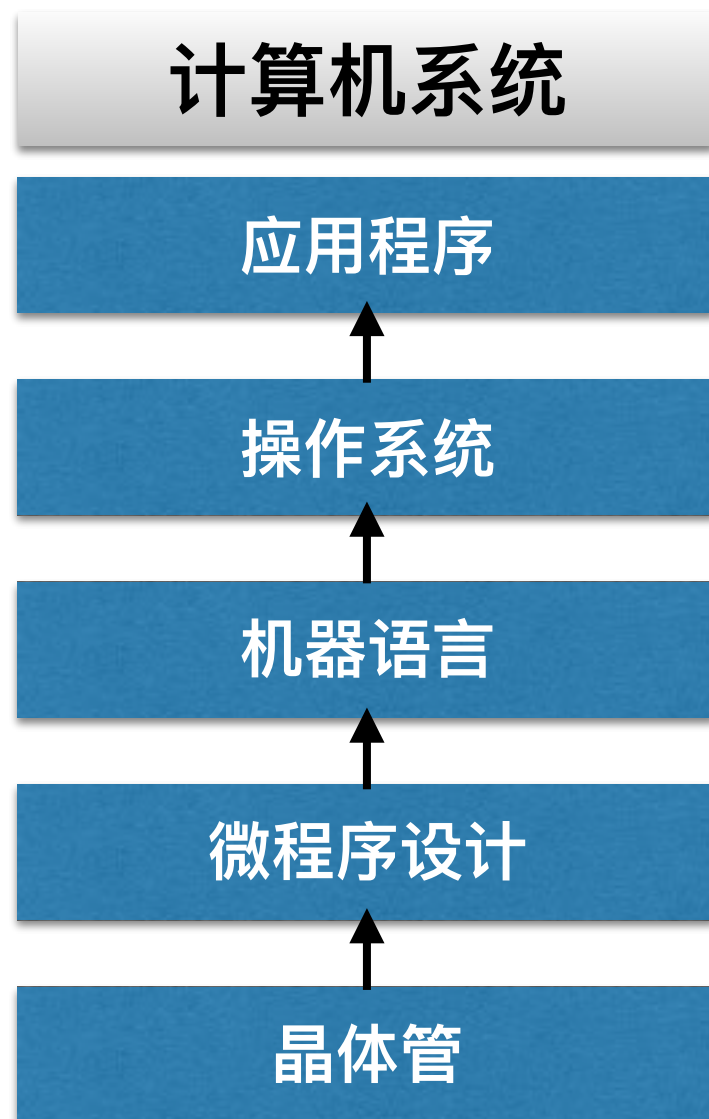 计算机系统
应用程序
操作系统
机器语言
微程序设计
晶体管